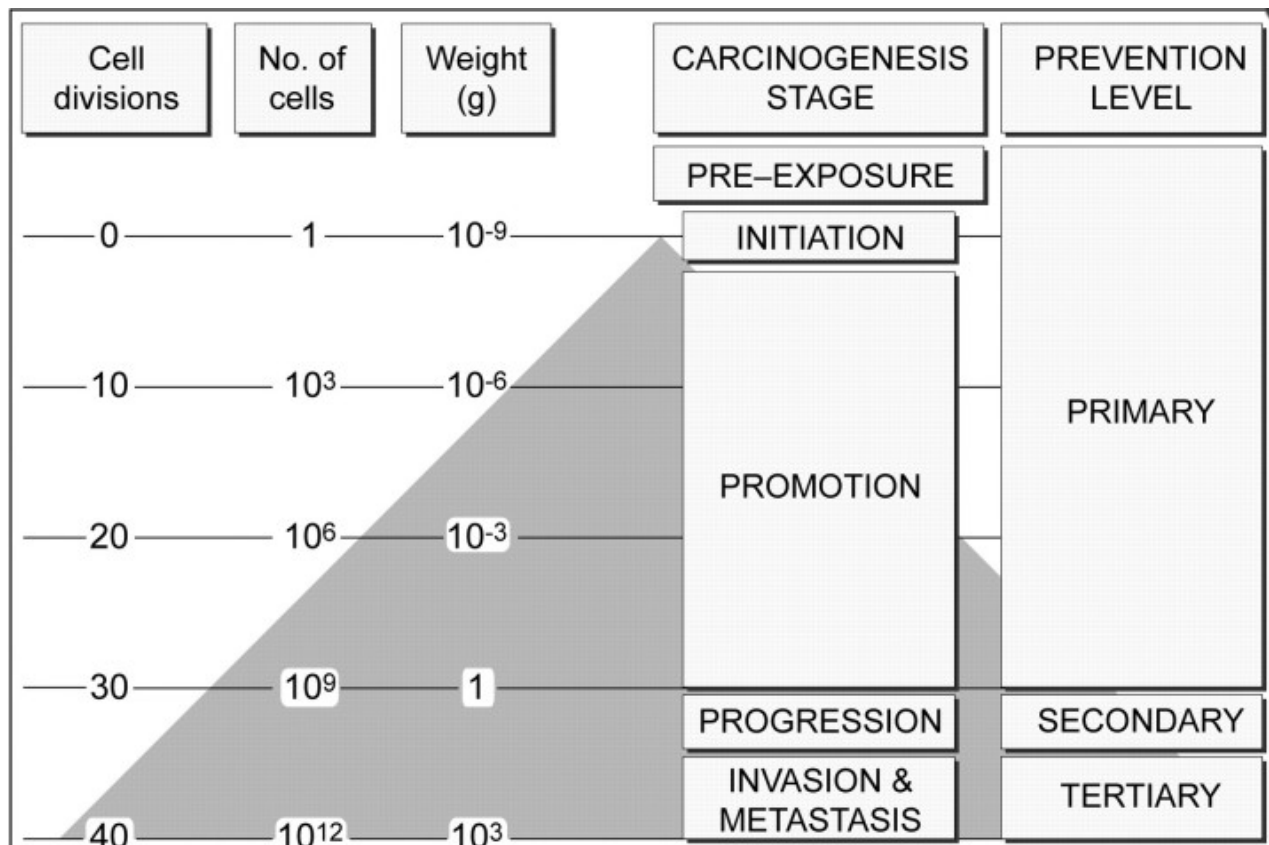 Cell
divisions
No. of
cells
Weight
(g)
CARCINOGENESIS
STAGE
PREVENTION
LEVEL
PRE–EXPOSURE
0 1 10⁻⁹ INITIATION
10 10³ 10⁻⁶
PRIMARY
PROMOTION
20 10⁶ 10⁻³
30 10⁹ 1
PROGRESSION SECONDARY
INVASION &
METASTASIS
TERTIARY
40 10¹² 10³